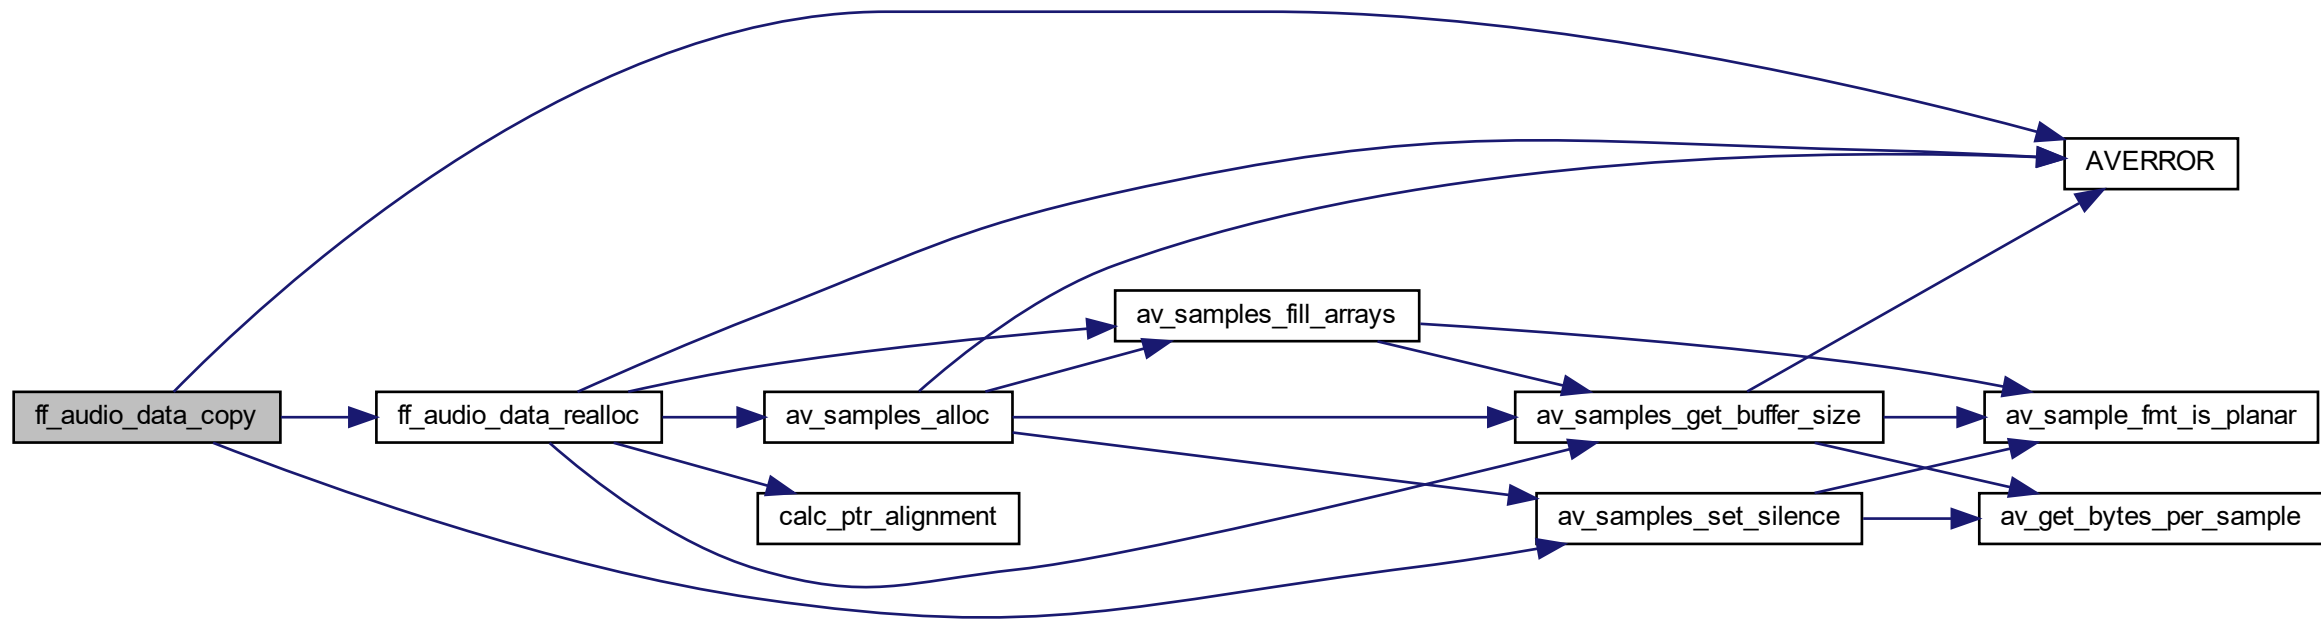 AVERROR
av_samples_fill_arrays
ff_audio_data_copy
ff_audio_data_realloc
av_samples_alloc
av_samples_get_buffer_size
av_sample_fmt_is_planar
calc_ptr_alignment
av_samples_set_silence
av_get_bytes_per_sample